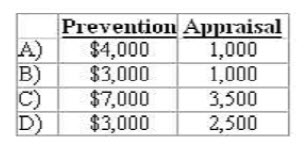 Prevention Appraisal
A) $4,000 1,000
B) $3,000 1,000
C) $7,000 3,500
D) $3,000 2,500